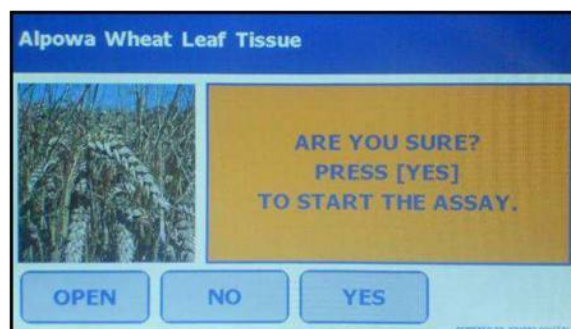 Alpowa Wheat Leaf Tissue
ARE YOU SURE?
PRESS [YES]
TO START THE ASSAY.
OPEN NO YES